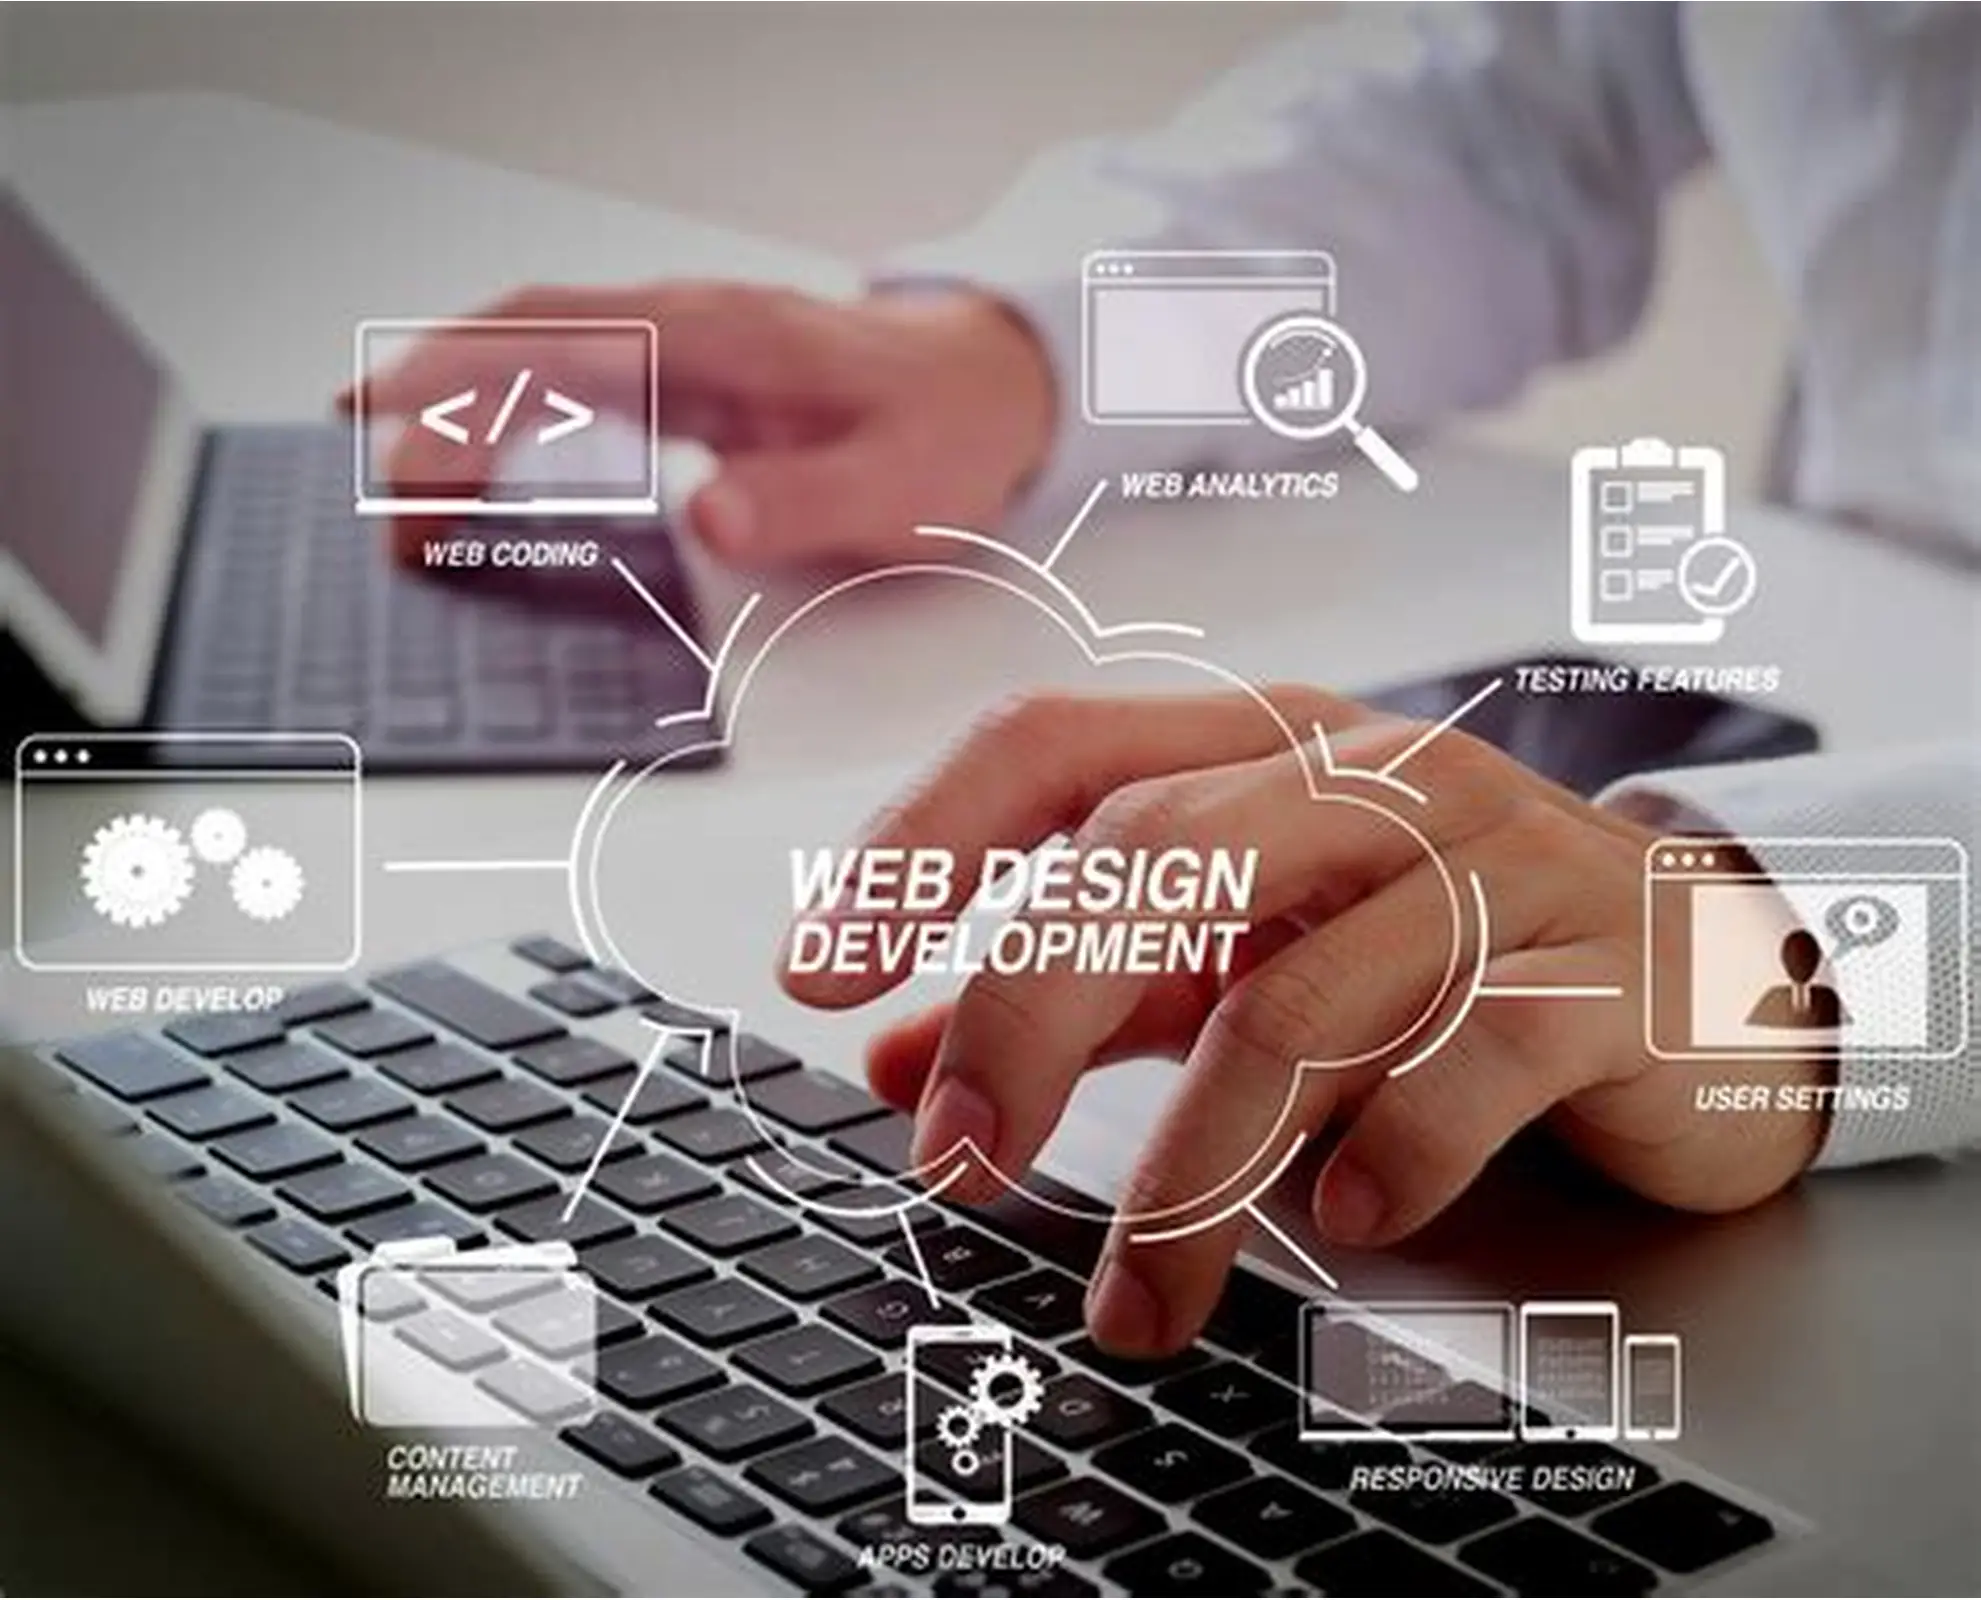 WEB ANALYTICS
</>
WEB CODING
TESTING FEATURES
WEB DESIGN
DEVELOPMENT
WEB DEVELOP
USER SETTINGS
CONTENT
MANAGEMENT
RESPONSIVE DESIGN
APPS DEVELOP